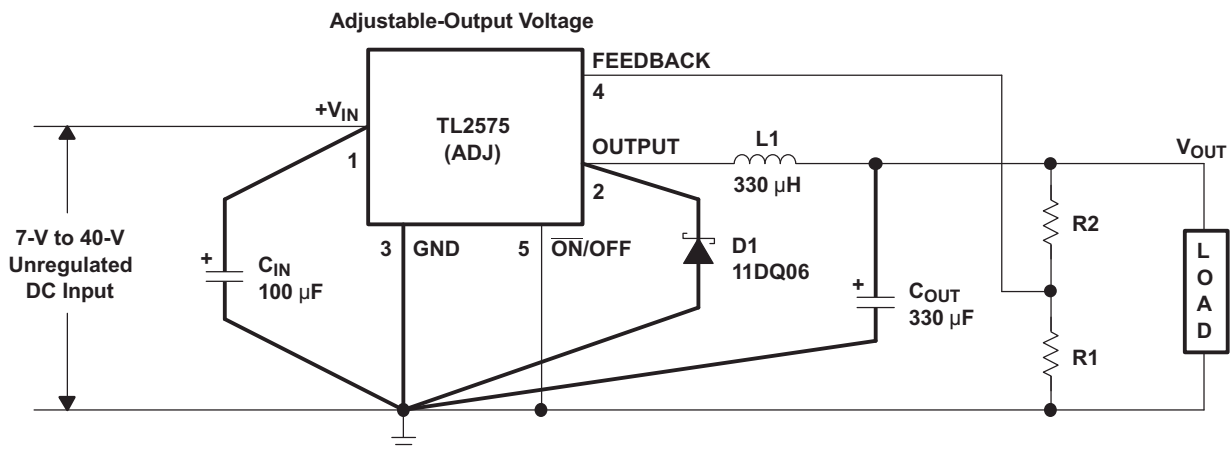 Adjustable-Output Voltage
FEEDBACK
4
+VIN
TL2575
(ADJ)
1
OUTPUT
L1
VOUT
330 µH
2
7-V to 40-V
Unregulated
DC Input
3 GND
5 ON/OFF
R2
+
CIN
100 µF
D1
11DQ06
+
COUT
330 µF
LOAD
R1